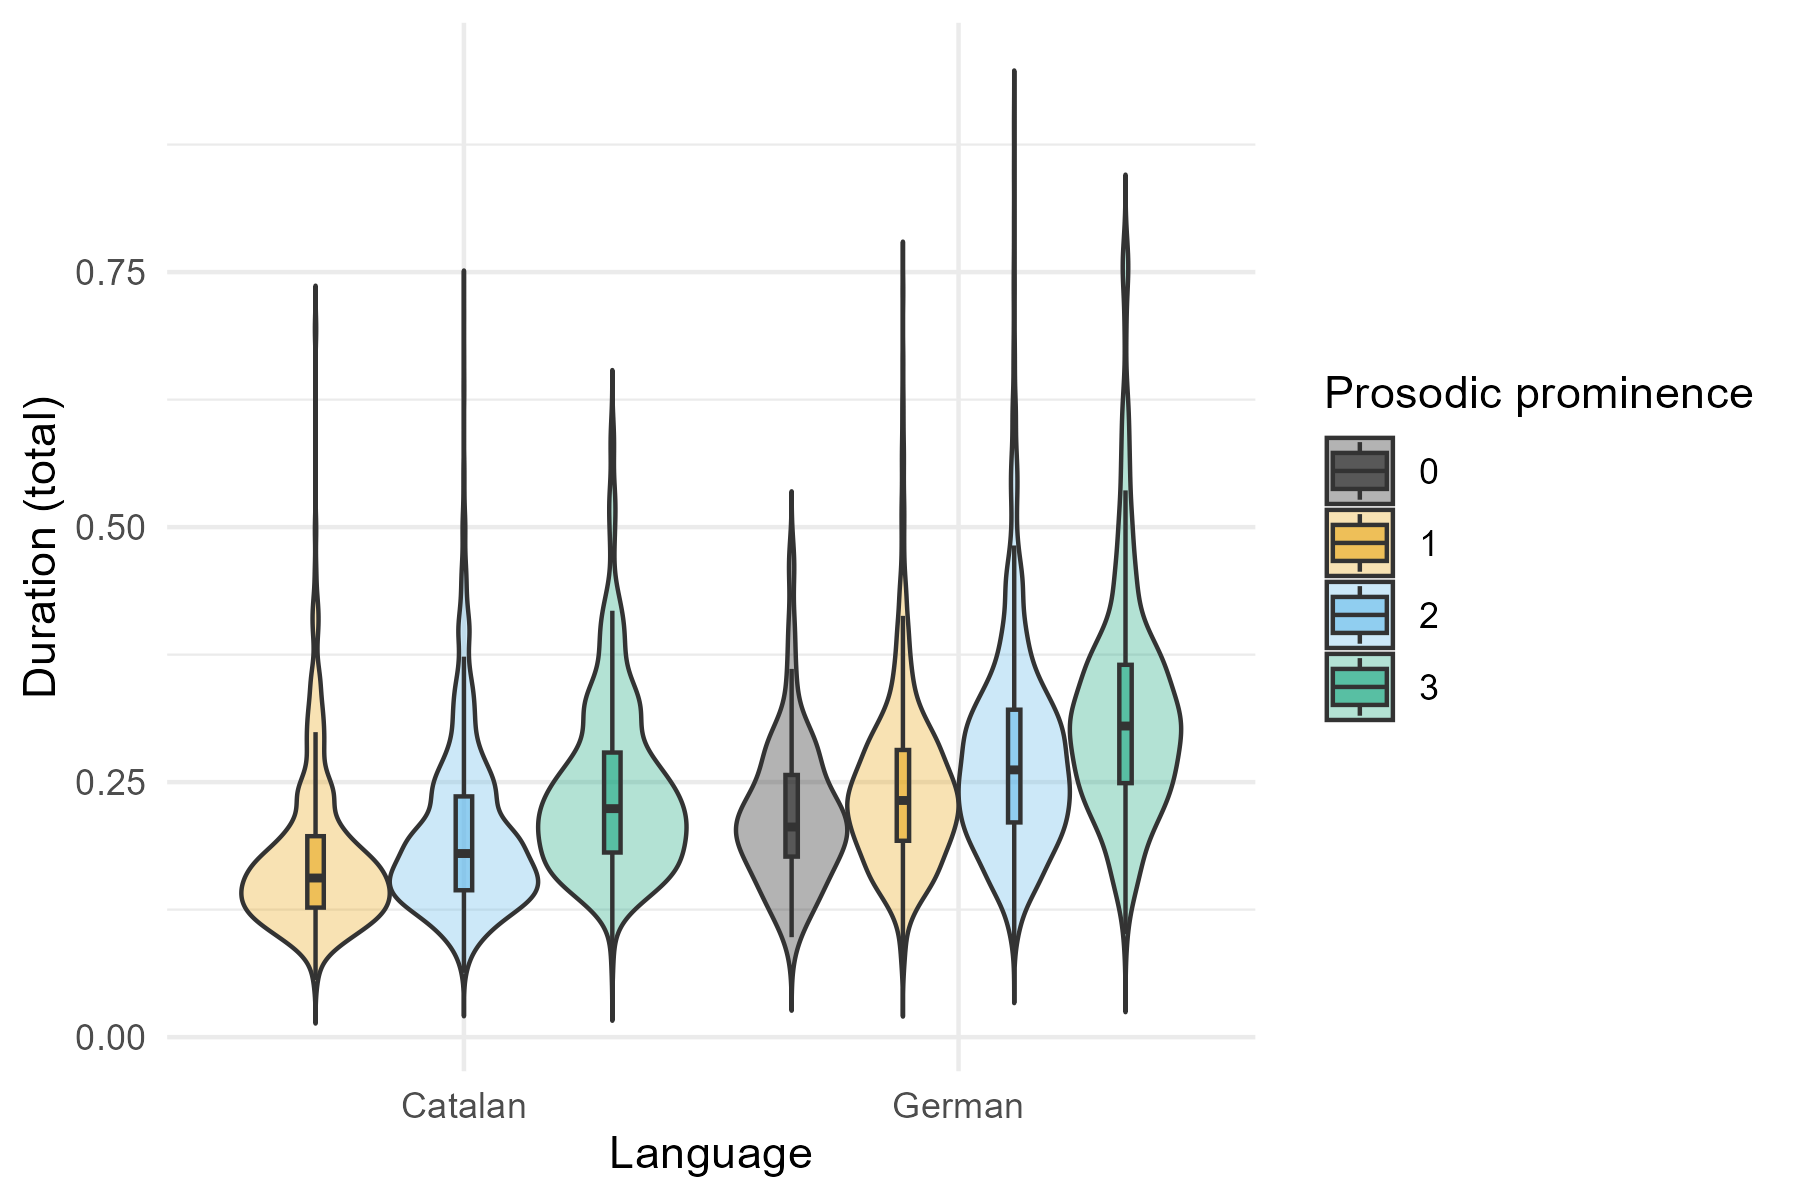 Duration (total)
0.75
0.50
0.25
0.00
Catalan
German
Language
Prosodic prominence
0
1
2
3